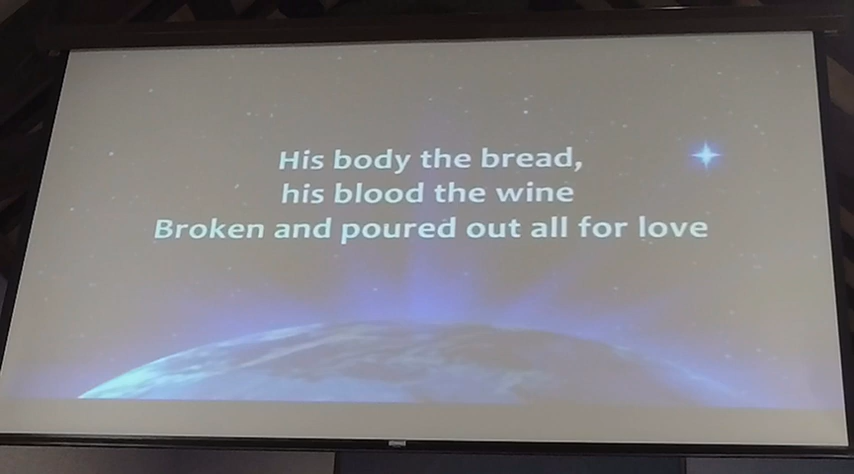 His body the bread,
his blood the wine
Broken and poured out all for love